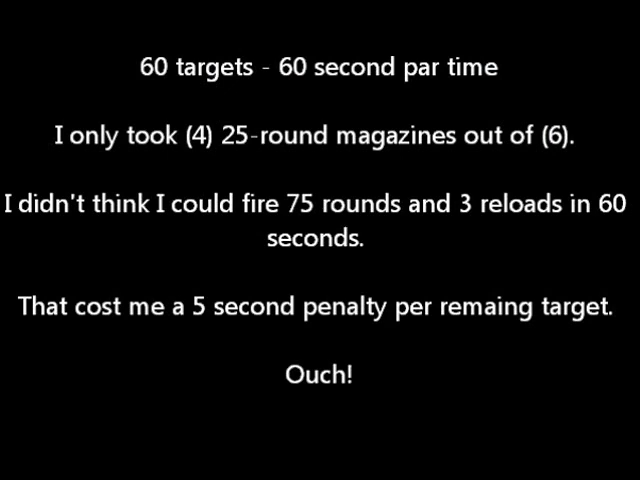 60 targets - 60 second par time
I only took (4) 25-round magazines out of (6).
I didn't think I could fire 75 rounds and 3 reloads in 60
seconds.
That cost me a 5 second penalty per remaing target.
Ouch!